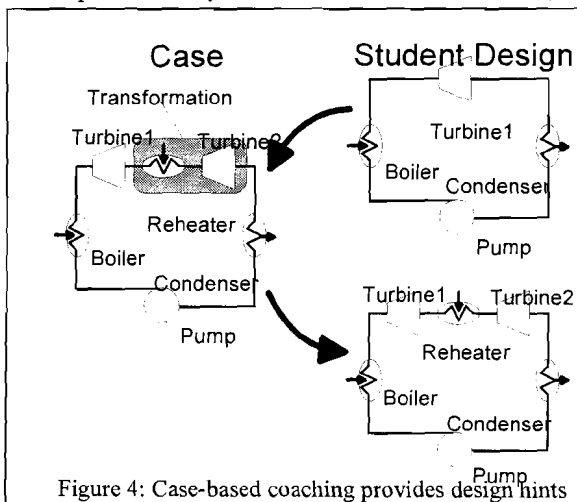 Case
Transformation
Turbine1
Turbine2
Reheater
Boiler
Condenser
Pump
Student Design
Turbine1
Boiler
Condenser
Pump
Turbine1
Turbine2
Reheater
Boiler
Condenser
Pump
Figure 4: Case-based coaching provides design hints